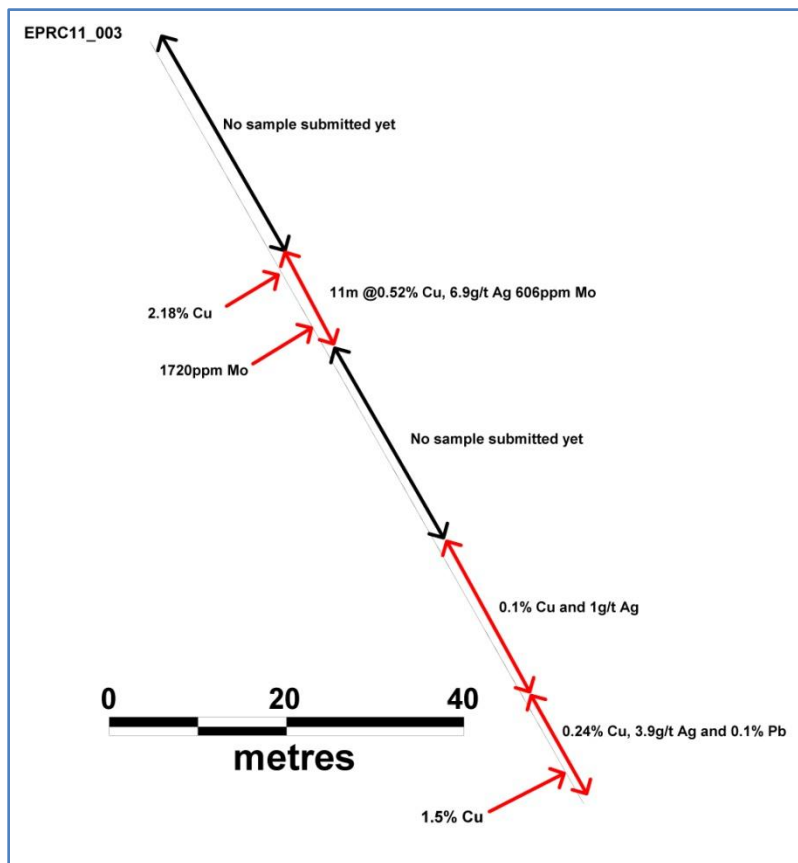 EPRC11_003
No sample submitted yet
11m @0.52% Cu, 6.9g/t Ag 606ppm Mo
2.18% Cu
1720ppm Mo
No sample submitted yet
0.1% Cu and 1g/t Ag
0 20 40
metres
0.24% Cu, 3.9g/t Ag and 0.1% Pb
1.5% Cu